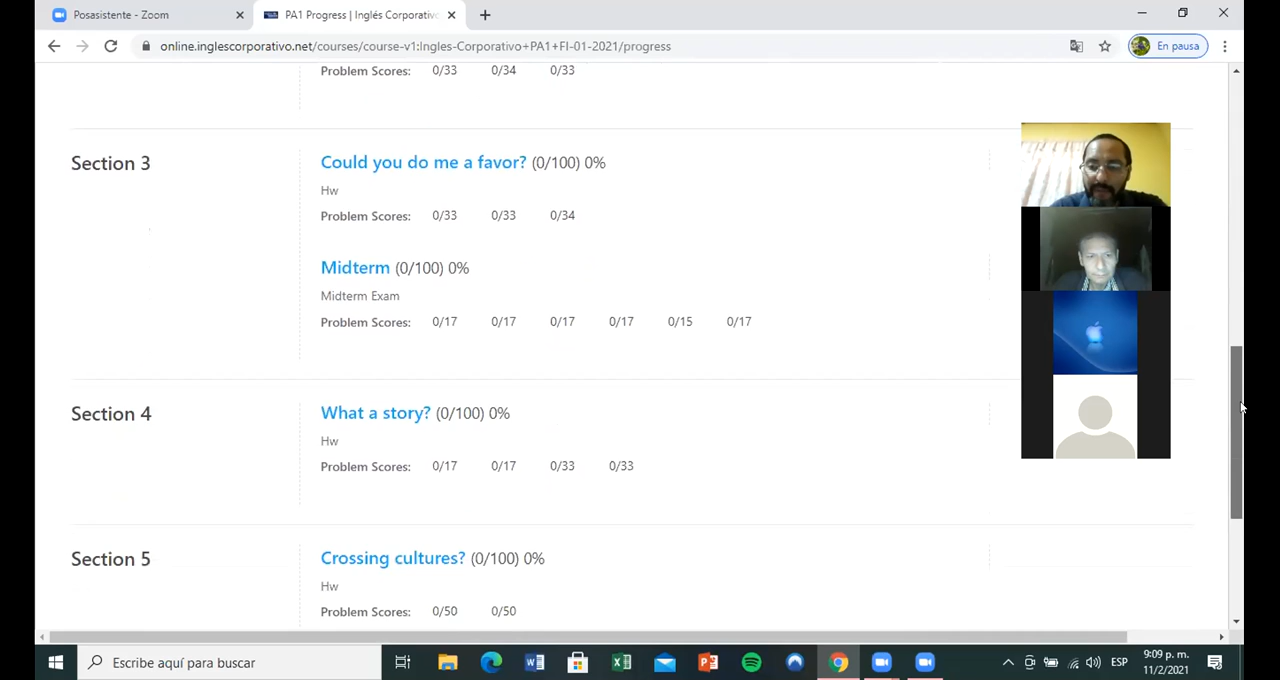 Posasistente - Zoom
PA1 Progress | Inglés Corporativo
online.inglescorporativo.net/courses/course-v1:Ingles-Corporativo+PA1+FI-01-2021/progress
En pausa
Problem Scores: 0/33 0/34 0/33
Section 3
Could you do me a favor? (0/100) 0%
Hw
Problem Scores: 0/33 0/33 0/34
Midterm (0/100) 0%
Midterm Exam
Problem Scores: 0/17 0/17 0/17 0/17 0/15 0/17
Section 4
What a story? (0/100) 0%
Hw
Problem Scores: 0/17 0/17 0/33 0/33
Section 5
Crossing cultures? (0/100) 0%
Hw
Problem Scores: 0/50 0/50
Escribe aquí para buscar
ESP
9:09 p. m.
11/2/2021